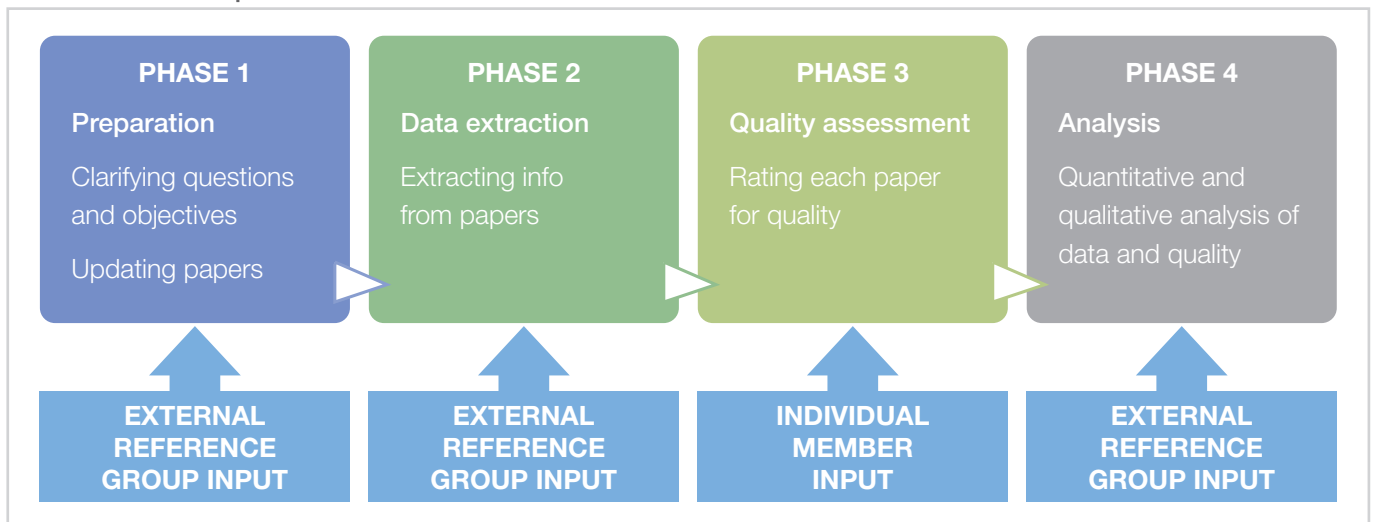 PHASE 1
Preparation
Clarifying questions
and objectives
Updating papers
PHASE 2
Data extraction
Extracting info
from papers
PHASE 3
Quality assessment
Rating each paper
for quality
PHASE 4
Analysis
Quantitative and
qualitative analysis of
data and quality
EXTERNAL
REFERENCE
GROUP INPUT
EXTERNAL
REFERENCE
GROUP INPUT
INDIVIDUAL
MEMBER
INPUT
EXTERNAL
REFERENCE
GROUP INPUT